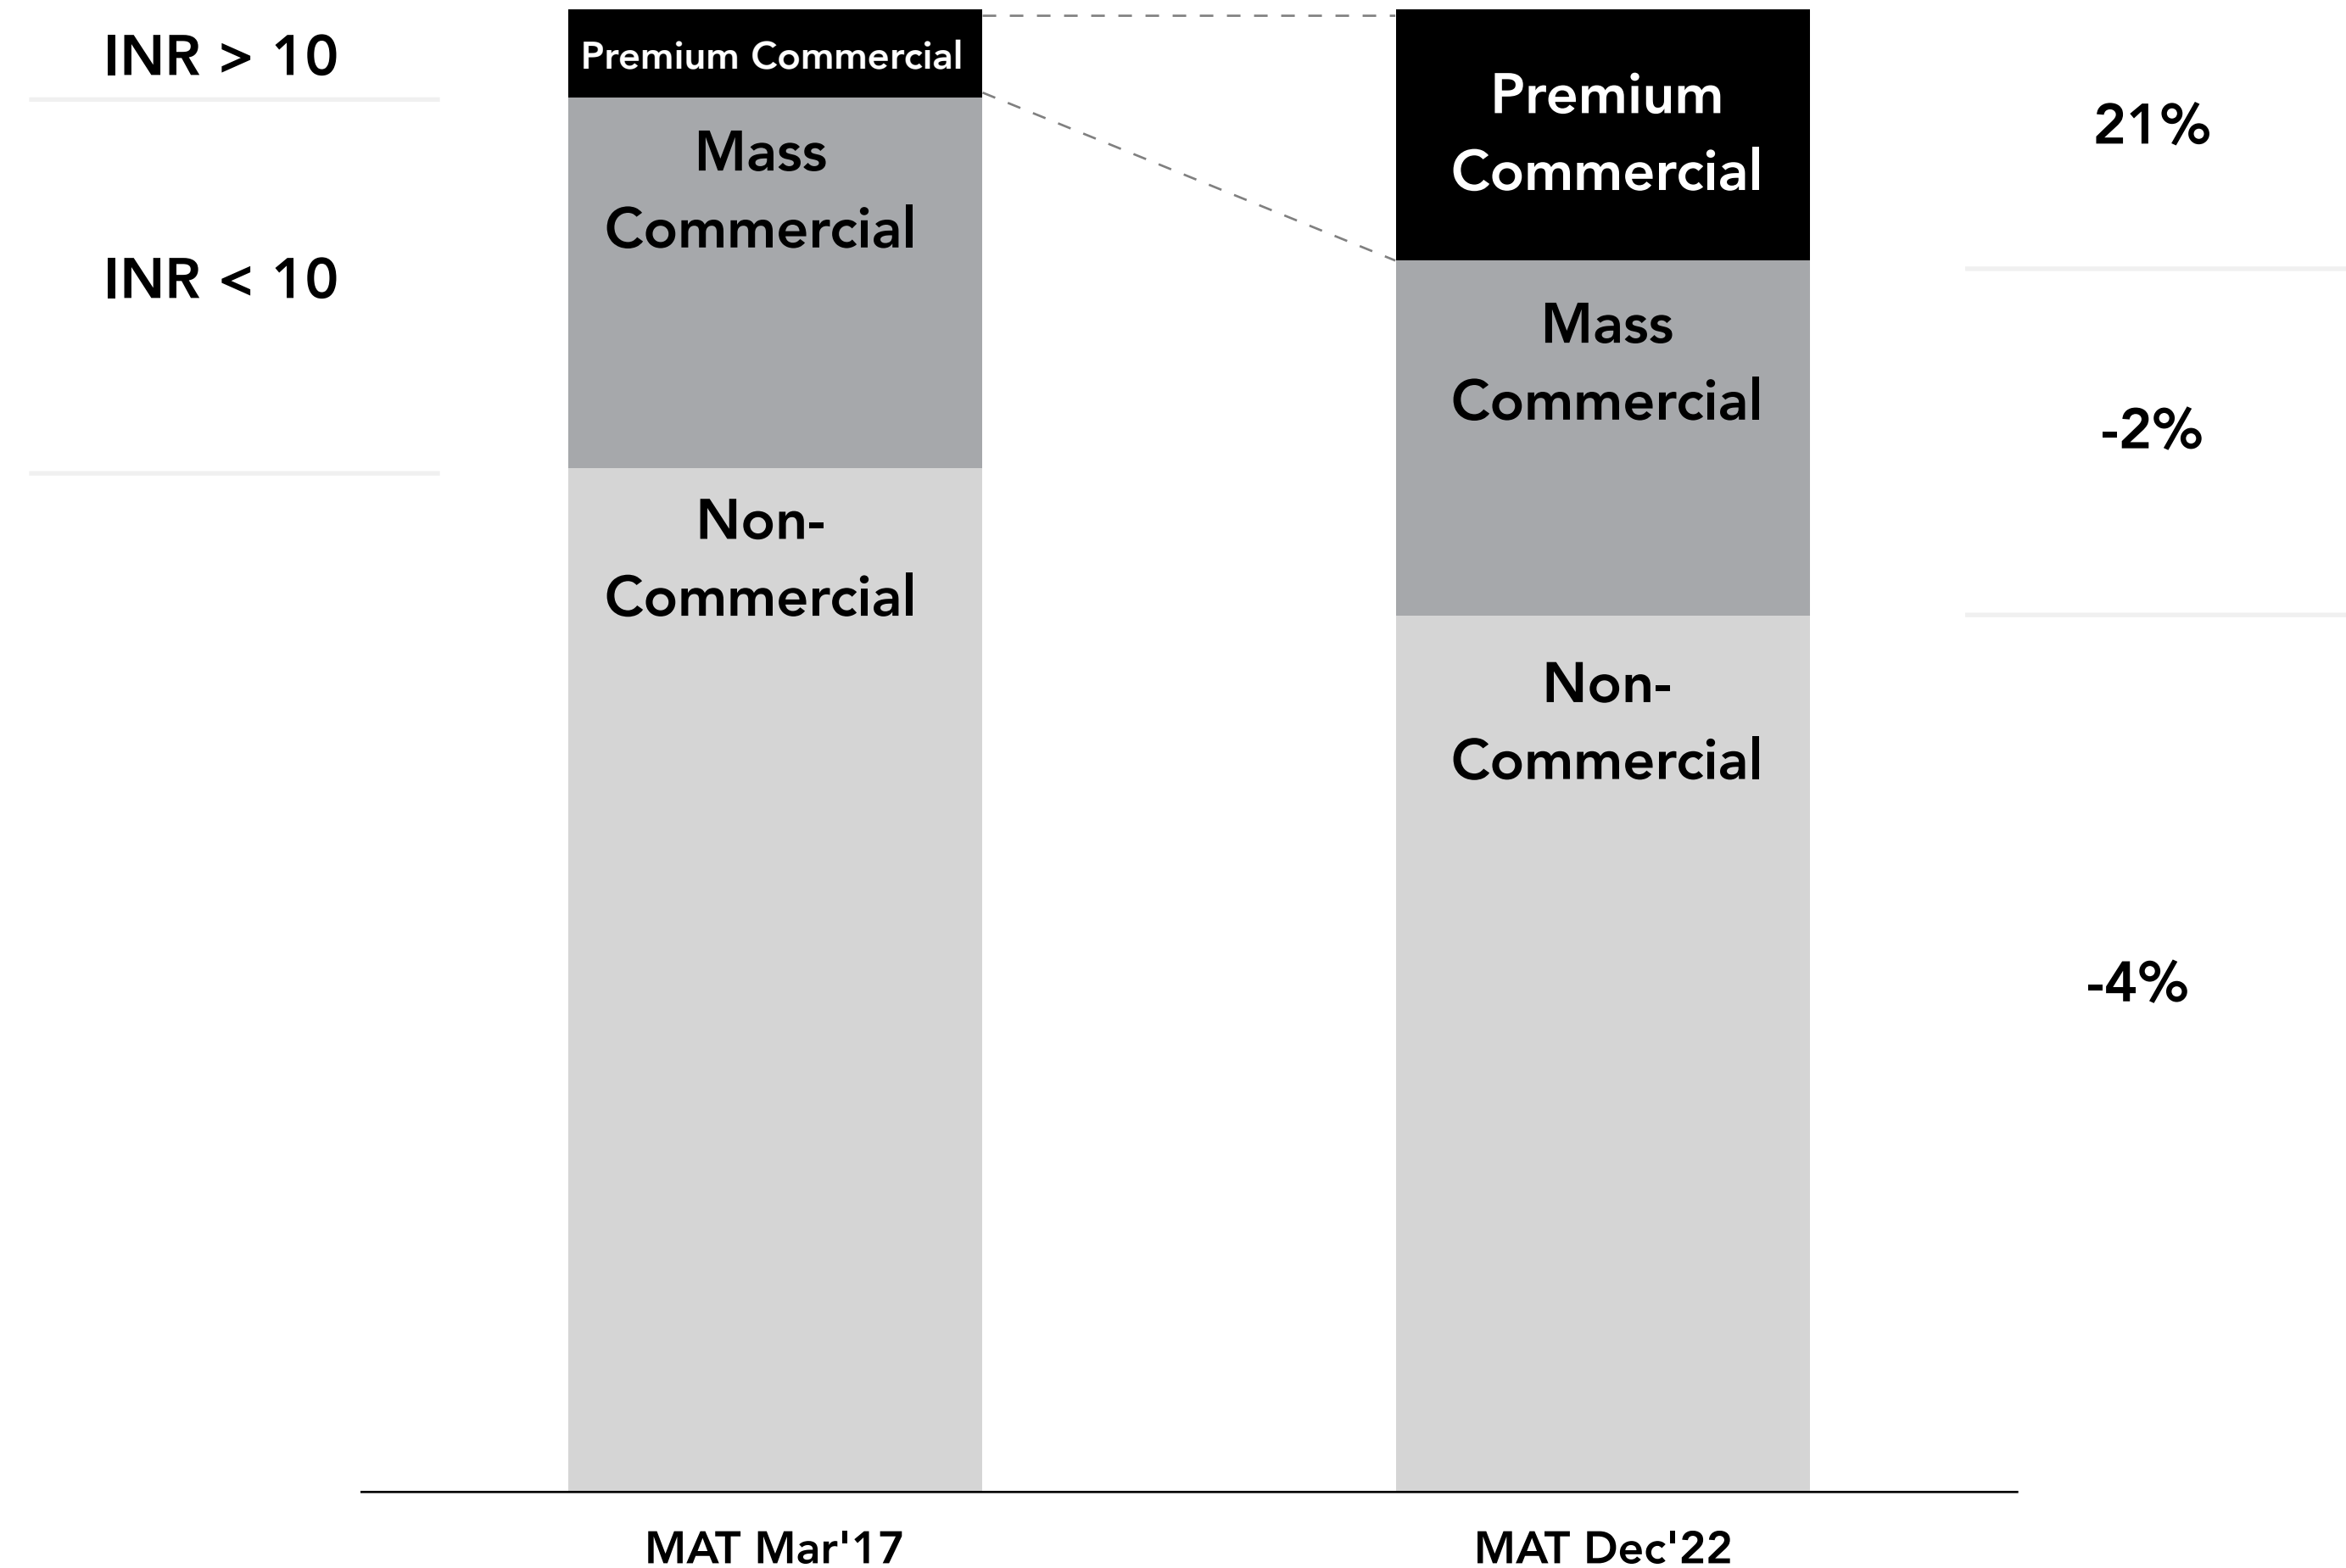 INR > 10
INR < 10
Premium Commercial
Mass
Commercial
Non-
Commercial
MAT Mar'17
Premium
Commercial
Mass
Commercial
Non-
Commercial
MAT Dec'22
21%
-2%
-4%